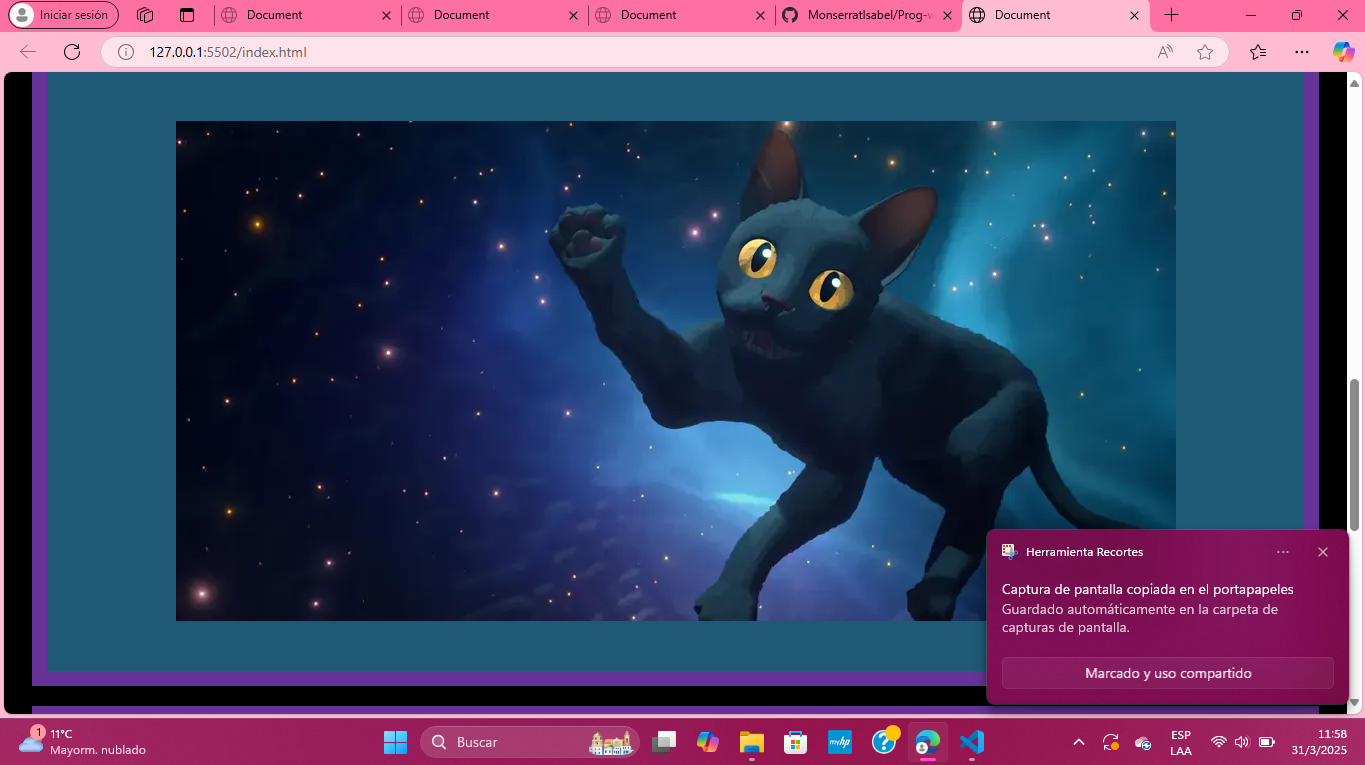 Iniciar sesión
Document
Document
Document
MonserratIsabel/Prog-w
Document
127.0.0.1:5502/index.html
Herramienta Recortes
Captura de pantalla copiada en el portapapeles
Guardado automáticamente en la carpeta de
capturas de pantalla.
Marcado y uso compartido
1
11°C
Mayorm. nublado
Buscar
myhp
ESP
LAA
11:58
31/3/2025